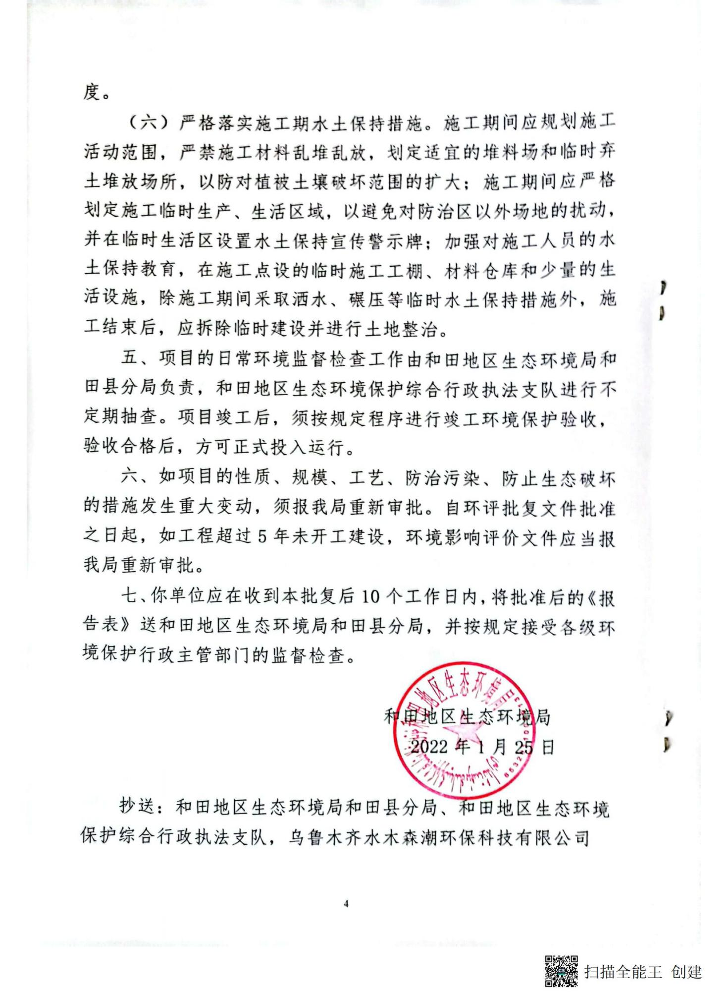 度。
（六）严格落实施工期水土保持措施。施工期间应规划施工
活动范围，严禁施工材料乱堆乱放，划定适宜的堆料场和临时弃
土堆放场所，以防对植被土壤破坏范围的扩大；施工期间应严格
划定施工临时生产、生活区域，以避免对防治区以外场地的扰动，
并在临时生活区设置水土保持宣传警示牌；加强对施工人员的水
土保持教育，在施工点设的临时施工工棚、材料仓库和少量的生
活设施，除施工期间采取洒水、碾压等临时水土保持措施外，施
工结束后，应拆除临时建设并进行土地整治。
五、项目的日常环境监督检查工作由和田地区生态环境局和
田县分局负责，和田地区生态环境保护综合行政执法支队进行不
定期抽查。项目竣工后，须按规定程序进行竣工环境保护验收，
验收合格后，方可正式投入运行。
六、如项目的性质、规模、工艺、防治污染、防止生态破坏
的措施发生重大变动，须报我局重新审批。自环评批复文件批准
之日起，如工程超过 5 年未开工建设，环境影响评价文件应当报
我局重新审批。
七、你单位应在收到本批复后 10 个工作日内，将批准后的《报
告表》送和田地区生态环境局和田县分局，并按规定接受各级环
境保护行政主管部门的监督检查。
和田地区生态环境局
和田地区生态环境局
2022 年 1 月 25 日
抄送：和田地区生态环境局和田县分局、和田地区生态环境
保护综合行政执法支队，乌鲁木齐水木森潮环保科技有限公司
4
CS
扫描全能王 创建